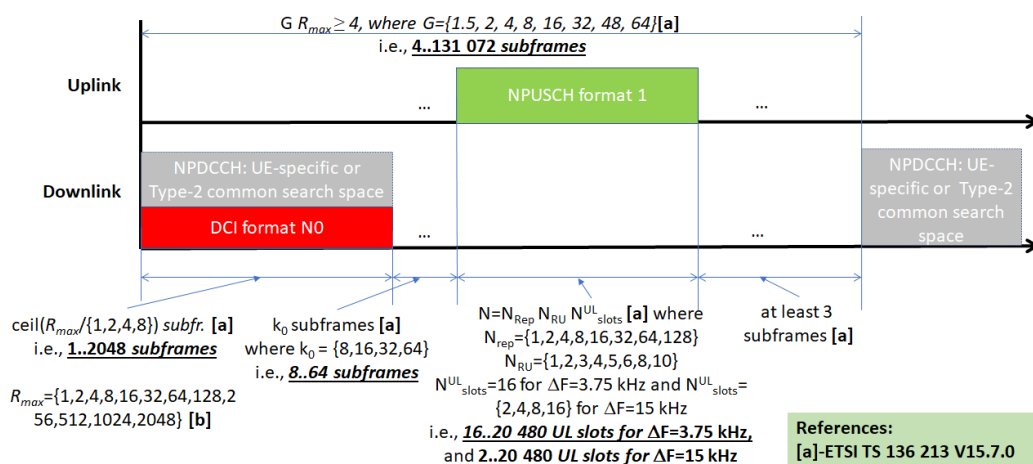 G R_max ≥ 4, where G={1.5, 2, 4, 8, 16, 32, 48, 64}[a]
i.e., 4..131 072 subframes
Uplink
...
NPUSCH format 1
...
Downlink
NPDCCH: UE-specific or
Type-2 common search space
DCI format N0
...
...
NPDCCH: UE-
specific or Type-2
common search
space
ceil(R_max/{1,2,4,8}) subfr. [a]
i.e., 1..2048 subframes
R_max={1,2,4,8,16,32,64,128,2
56,512,1024,2048} [b]
k_0 subframes [a]
where k_0 = {8,16,32,64}
i.e., 8..64 subframes
N=N_Rep N_RU N^UL_slots [a] where
N_rep={1,2,4,8,16,32,64,128}
N_RU={1,2,3,4,5,6,8,10}
N^UL_slots=16 for ΔF=3.75 kHz and N^UL_slots=
{2,4,8,16} for ΔF=15 kHz
i.e., 16..20 480 UL slots for ΔF=3.75 kHz,
and 2..20 480 UL slots for ΔF=15 kHz
at least 3
subframes [a]
References:
[a]-ETSI TS 136 213 V15.7.0